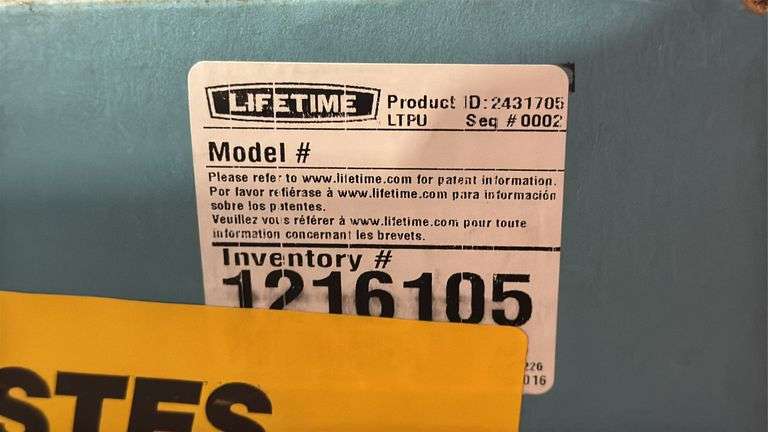 LIFETIME
Product ID: 2431705
LTPU Seq # 0002
Model #
Please refer to www.lifetime.com for patent information.
Por favor refiérase a www.lifetime.com para información
sobre los patentes.
Veuillez vous référer à www.lifetime.com pour toute
information concernant les brevets.
Inventory #
1216105
016
STES